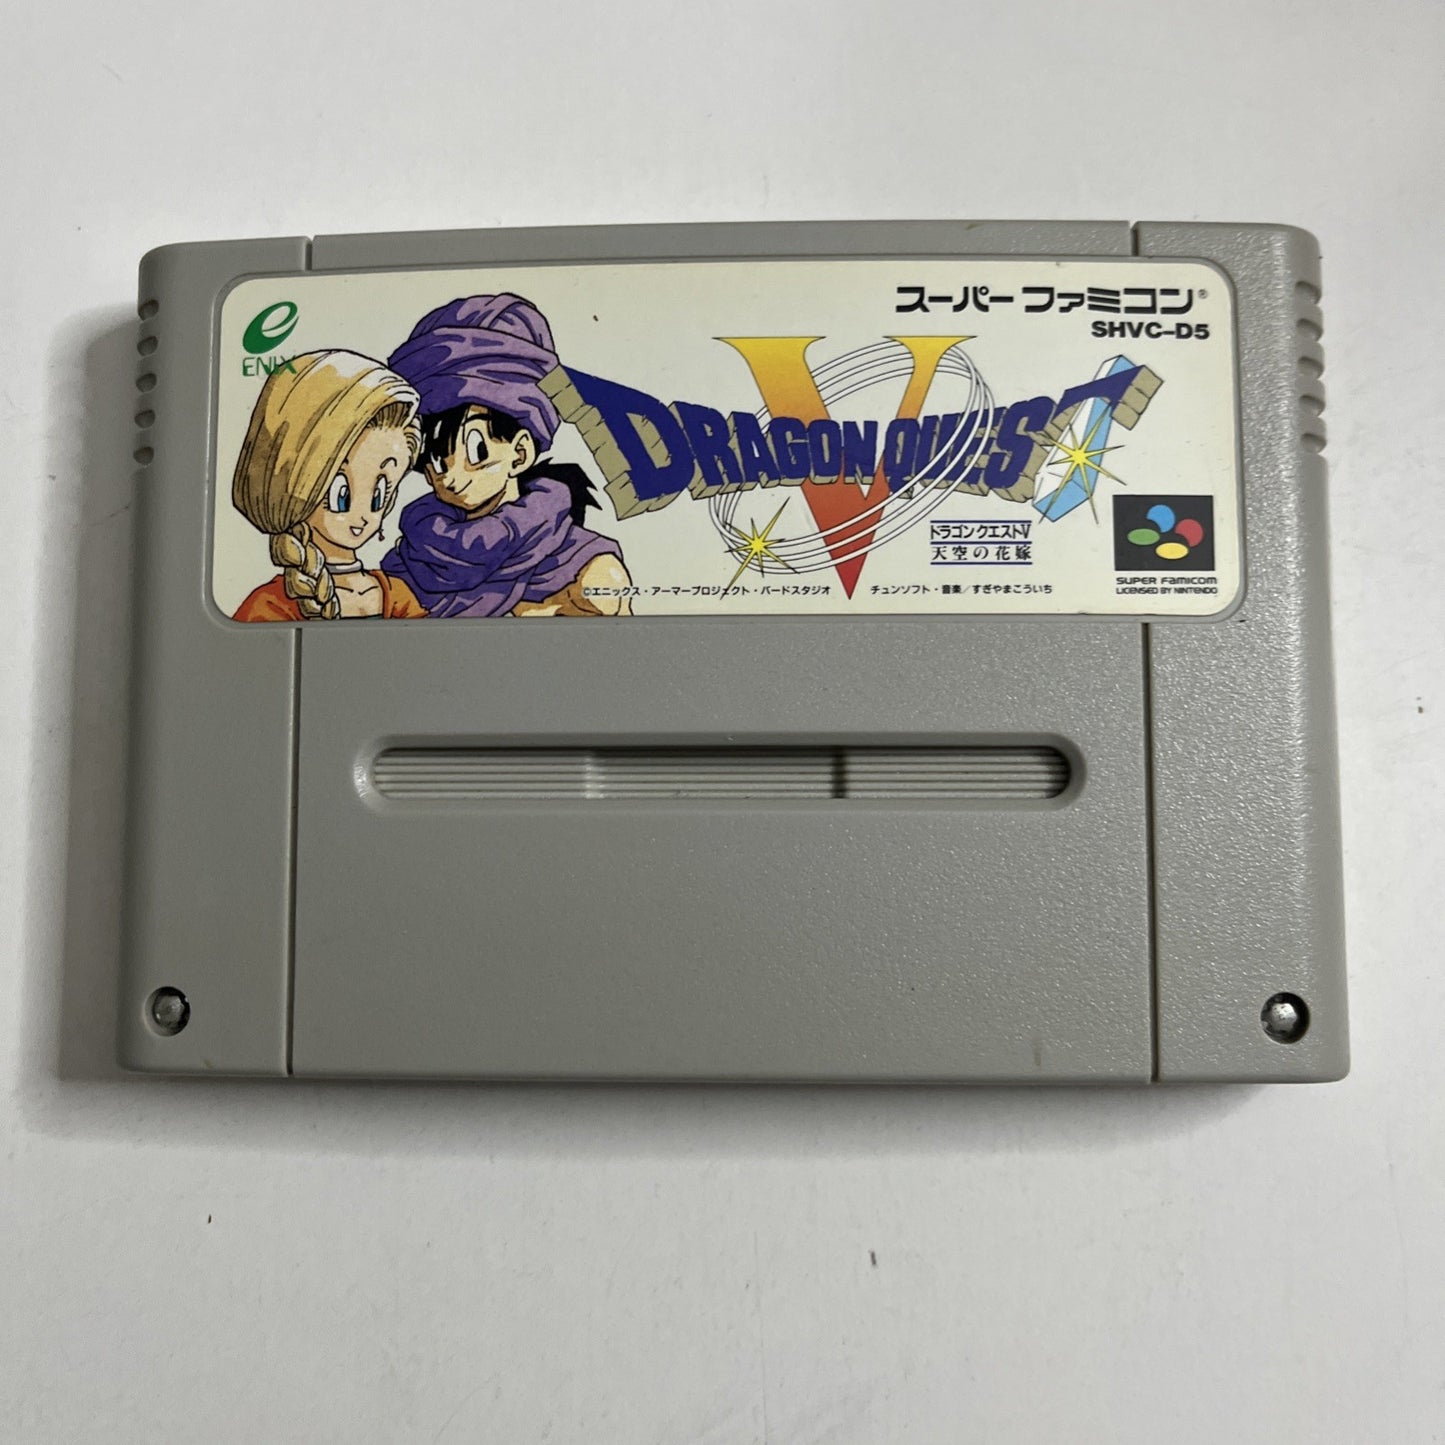 ENIX
スーパーファミコン®
SHVC-D5
DRAGON QUEST V
ドラゴンクエストV
天空の花嫁
©エニックス・アーマープロジェクト・バードスタジオ チュンソフト・音楽/すぎやまこういち
SUPER FAMICOM
LICENSED BY NINTENDO